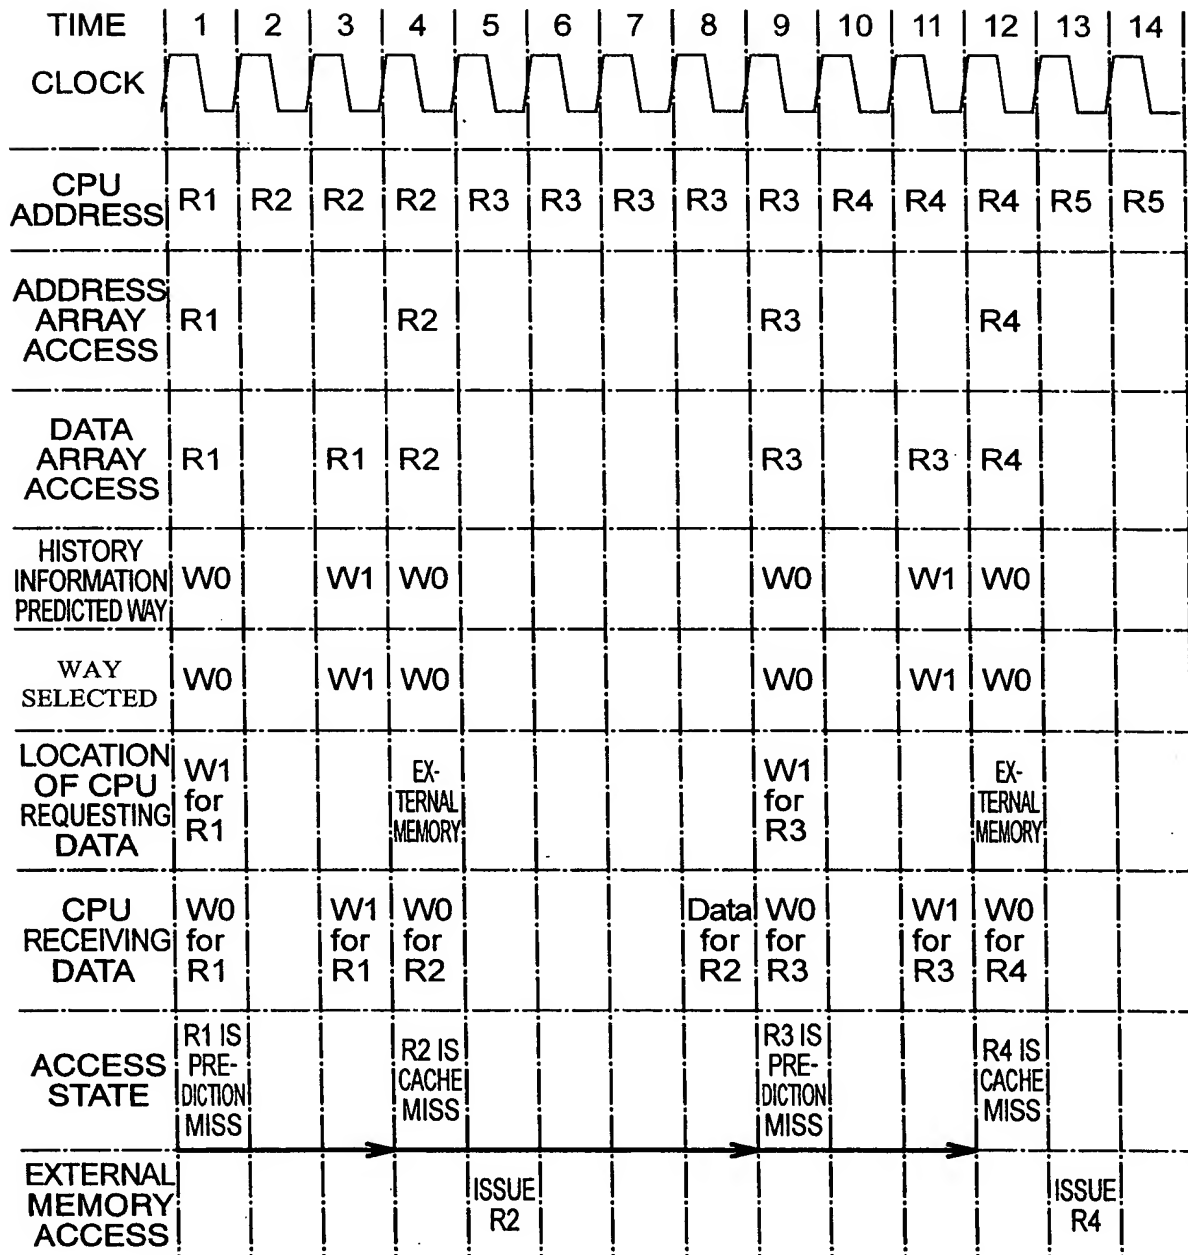 TIME 1 2 3 4 5 6 7 8 9 10 11 12 13 14
CLOCK
CPU
ADDRESS R1 R2 R2 R2 R3 R3 R3 R3 R3 R4 R4 R4 R5 R5
ADDRESS
ARRAY R1 R2 R3 R4
ACCESS
DATA
ARRAY R1 R1 R2 R3 R3 R4
ACCESS
HISTORY
INFORMATION W0 W1 W0 W0 W1 W0
PREDICTED WAY
WAY
SELECTED W0 W1 W0 W0 W1 W0
LOCATION
OF CPU
REQUESTING
DATA
W1
for
R1
EX-
TERNAL
MEMORY
W1
for
R3
EX-
TERNAL
MEMORY
CPU
RECEIVING
DATA
W0
for
R1
W1
for
R1
W0
for
R2
Data
for
R2
W0
for
R3
W1
for
R3
W0
for
R4
ACCESS
STATE
R1 IS
PRE-
DICTION
MISS
R2 IS
CACHE
MISS
R3 IS
PRE-
DICTION
MISS
R4 IS
CACHE
MISS
EXTERNAL
MEMORY
ACCESS
ISSUE
R2
ISSUE
R4